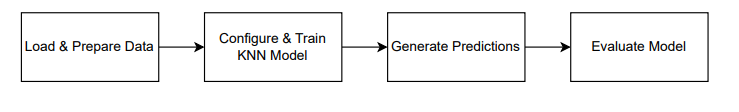 Load & Prepare Data
Configure & Train
KNN Model
Generate Predictions
Evaluate Model